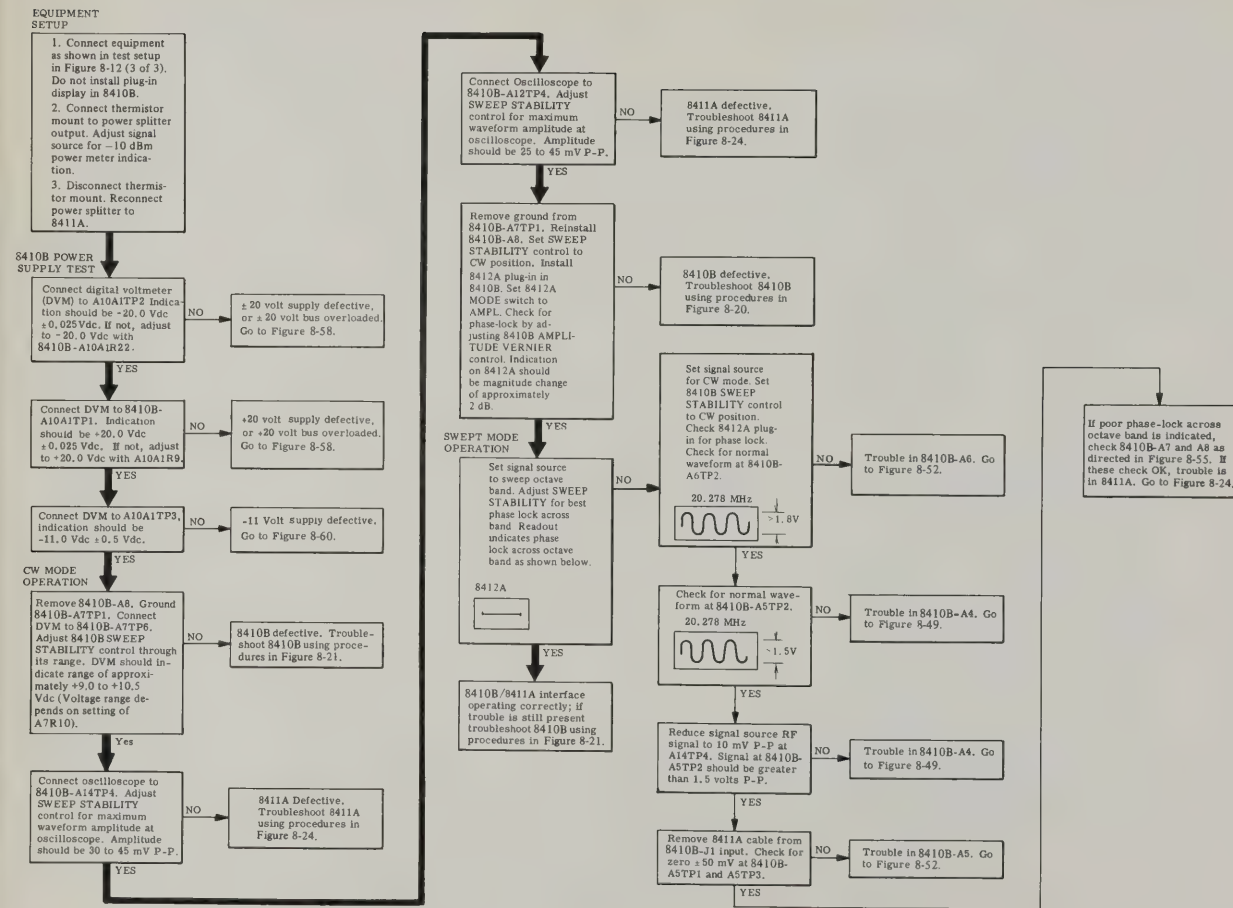 EQUIPMENT
SETUP
1. Connect equipment
as shown in test setup
in Figure 8-12 (3 of 3).
Do not install plug-in
display in 8410B.
2. Connect thermistor
mount to power splitter
output. Adjust signal
source for -10 dBm
power meter indica-
tion.
3. Disconnect thermis-
tor mount. Reconnect
power splitter to
8411A.
8410B POWER
SUPPLY TEST
Connect digital voltmeter
(DVM) to A10A1TP2 Indica-
tion should be -20.0 Vdc
±0.025Vdc. If not, adjust
to -20.0 Vdc with
8410B-A10A1R22.
NO
± 20 volt supply defective,
or ± 20 volt bus overloaded.
Go to Figure 8-58.
YES
Connect DVM to 8410B-
A10A1TP1. Indication
should be +20.0 Vdc
±0.025 Vdc. If not, adjust
to +20.0 Vdc with A10A1R9.
NO
+20 volt supply defective,
or +20 volt bus overloaded.
Go to Figure 8-58.
YES
Connect DVM to A10A1TP3,
indication should be
-11.0 Vdc ±0.5 Vdc.
NO
-11 Volt supply defective.
Go to Figure 8-60.
YES
CW MODE
OPERATION
Remove 8410B-A8. Ground
8410B-A7TP1. Connect
DVM to 8410B-A7TP6.
Adjust 8410B SWEEP
STABILITY control through
its range. DVM should in-
dicate range of approxi-
mately +9.0 to +10.5
Vdc (Voltage range de-
pends on setting of
A7R10).
NO
8410B defective. Trouble-
shoot 8410B using proce-
dures in Figure 8-21.
Yes
Connect oscilloscope to
8410B-A14TP4. Adjust
SWEEP STABILITY
control for maximum
waveform amplitude at
oscilloscope. Amplitude
should be 30 to 45 mV P-P.
NO
8411A Defective.
Troubleshoot 8411A
using procedures in
Figure 8-24.
YES
Connect Oscilloscope to
8410B-A12TP4. Adjust
SWEEP STABILITY
control for maximum
waveform amplitude at
oscilloscope. Amplitude
should be 25 to 45 mV P-P.
NO
8411A defective.
Troubleshoot 8411A
using procedures in
Figure 8-24.
YES
Remove ground from
8410B-A7TP1. Reinstall
8410B-A8. Set SWEEP
STABILITY control to
CW position. Install
8412A plug-in in
8410B. Set 8412A
MODE switch to
AMPL. Check for
phase-lock by ad-
justing 8410B AMPLI-
TUDE VERNIER
control. Indication
on 8412A should
be magnitude change
of approximately
2 dB.
NO
8410B defective.
Troubleshoot 8410B
using procedures in
Figure 8-20.
YES
SWEPT MODE
OPERATION
Set signal source
to sweep octave
band. Adjust SWEEP
STABILITY for best
phase lock across
band Readout
indicates phase
lock across octave
band as shown below.
8412A
NO
YES
8410B/8411A interface
operating correctly; if
trouble is still present
troubleshoot 8410B using
procedures in Figure 8-21.
Set signal source
for CW mode. Set
8410B SWEEP
STABILITY control
to CW position.
Check 8412A plug-
in for phase lock.
Check for normal
waveform at 8410B-
A6TP2.
20.278 MHz
>1.8V
NO
Trouble in 8410B-A6. Go
to Figure 8-52.
YES
Check for normal wave-
form at 8410B-A5TP2.
20.278 MHz
>1.5V
NO
Trouble in 8410B-A4. Go
to Figure 8-49.
YES
Reduce signal source RF
signal to 10 mV P-P at
A14TP4. Signal at 8410B-
A5TP2 should be greater
than 1.5 volts P-P.
NO
Trouble in 8410B-A4. Go
to Figure 8-49.
YES
Remove 8411A cable from
8410B-J1 input. Check for
zero ±50 mV at 8410B-
A5TP1 and A5TP3.
NO
Trouble in 8410B-A5. Go
to Figure 8-52.
YES
If poor phase-lock across
octave band is indicated,
check 8410B-A7 and A8 as
directed in Figure 8-55. If
these check OK, trouble is
in 8411A. Go to Figure 8-24.